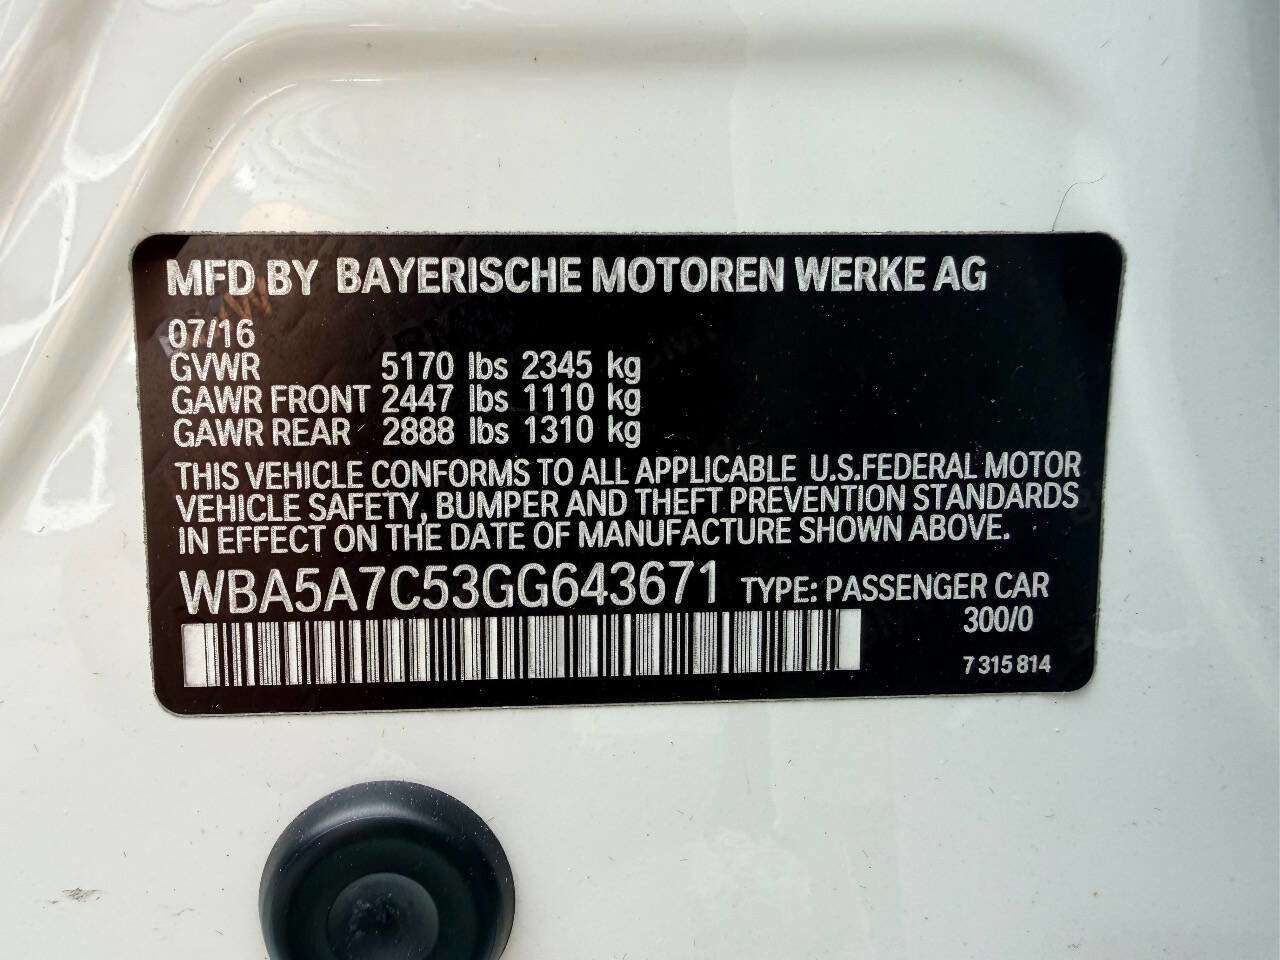 MFD BY BAYERISCHE MOTOREN WERKE AG
07/16
GVWR 5170 lbs 2345 kg
GAWR FRONT 2447 lbs 1110 kg
GAWR REAR 2888 lbs 1310 kg
THIS VEHICLE CONFORMS TO ALL APPLICABLE U.S.FEDERAL MOTOR
VEHICLE SAFETY, BUMPER AND THEFT PREVENTION STANDARDS
IN EFFECT ON THE DATE OF MANUFACTURE SHOWN ABOVE.
WBA5A7C53GG643671 TYPE: PASSENGER CAR
300/0
7 315 814